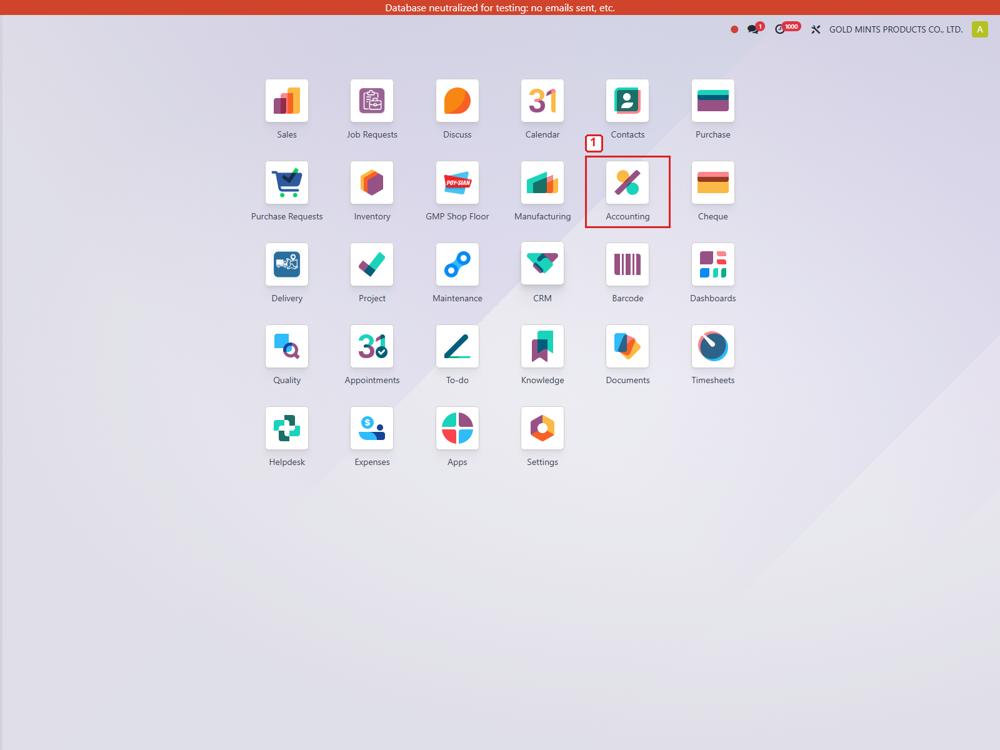 Database neutralized for testing: no emails sent, etc.
1
1000
GOLD MINTS PRODUCTS CO., LTD.
A
31
Sales
Job Requests
Discuss
Calendar
Contacts
Purchase
1
POY-SIAN
Purchase Requests
Inventory
GMP Shop Floor
Manufacturing
Accounting
Cheque
Delivery
Project
Maintenance
CRM
Barcode
Dashboards
31
Quality
Appointments
To-do
Knowledge
Documents
Timesheets
$
Helpdesk
Expenses
Apps
Settings